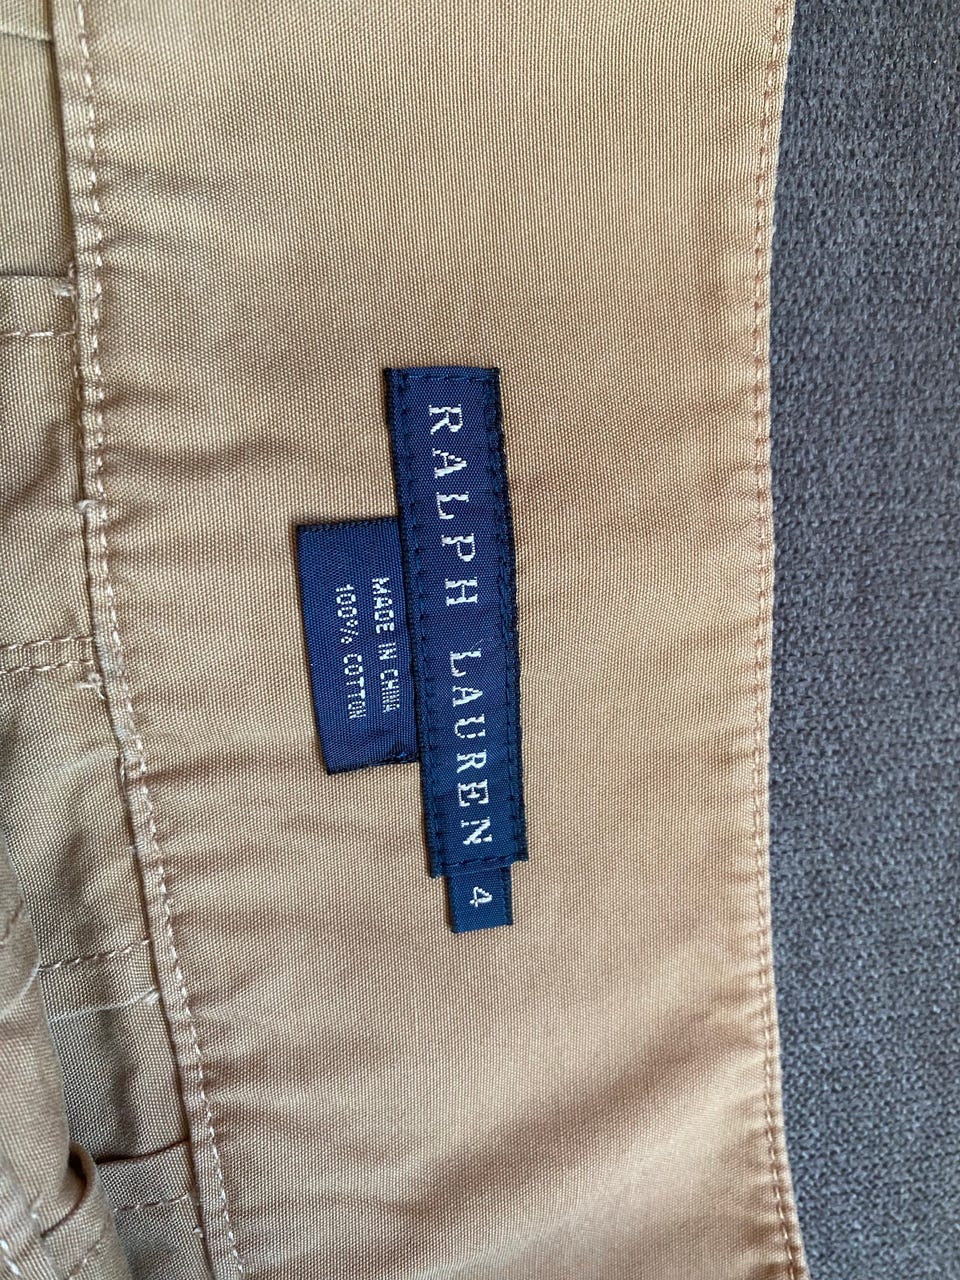 RALPH LAUREN
4
MADE IN CHINA
100% COTTON